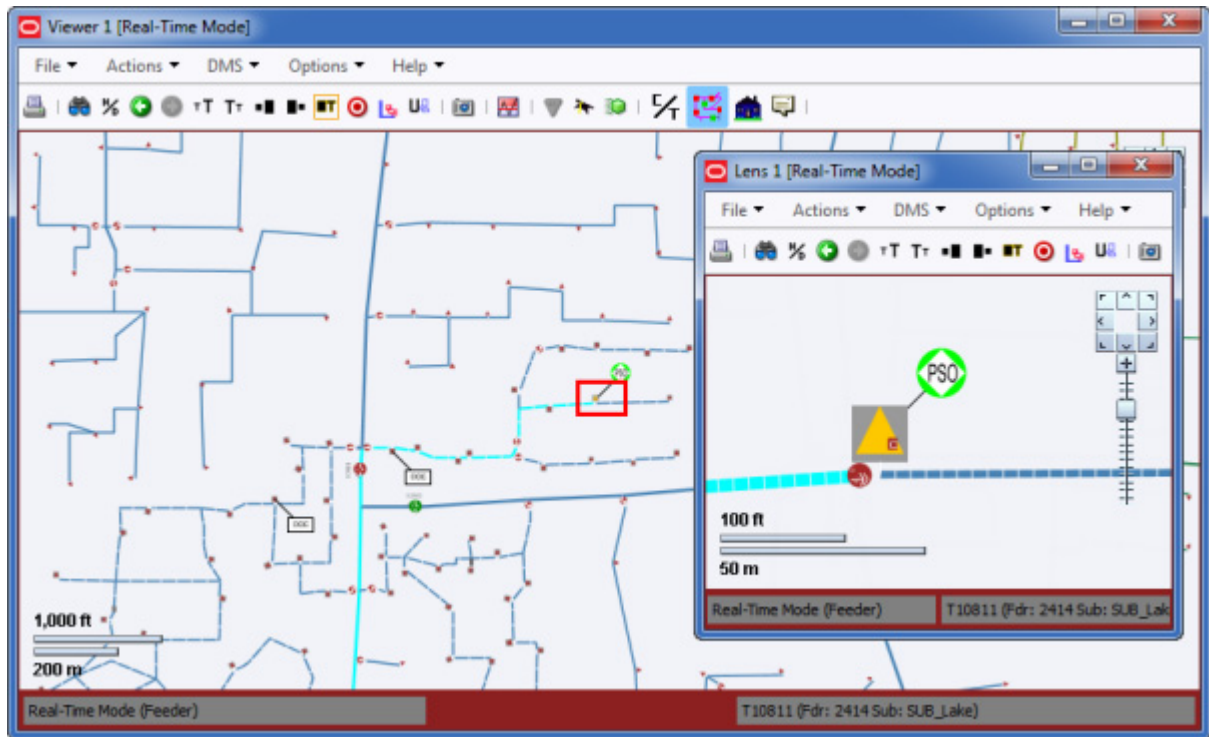 Viewer 1 [Real-Time Mode]
File Actions DMS Options Help
1,000 ft
200 m
Real-Time Mode (Feeder) T10811 (Fdr: 2414 Sub: SUB_Lake)
Lens 1 [Real-Time Mode]
File Actions DMS Options Help
PSO
100 ft
50 m
Real-Time Mode (Feeder) T10811 (Fdr: 2414 Sub: SUB_Lak